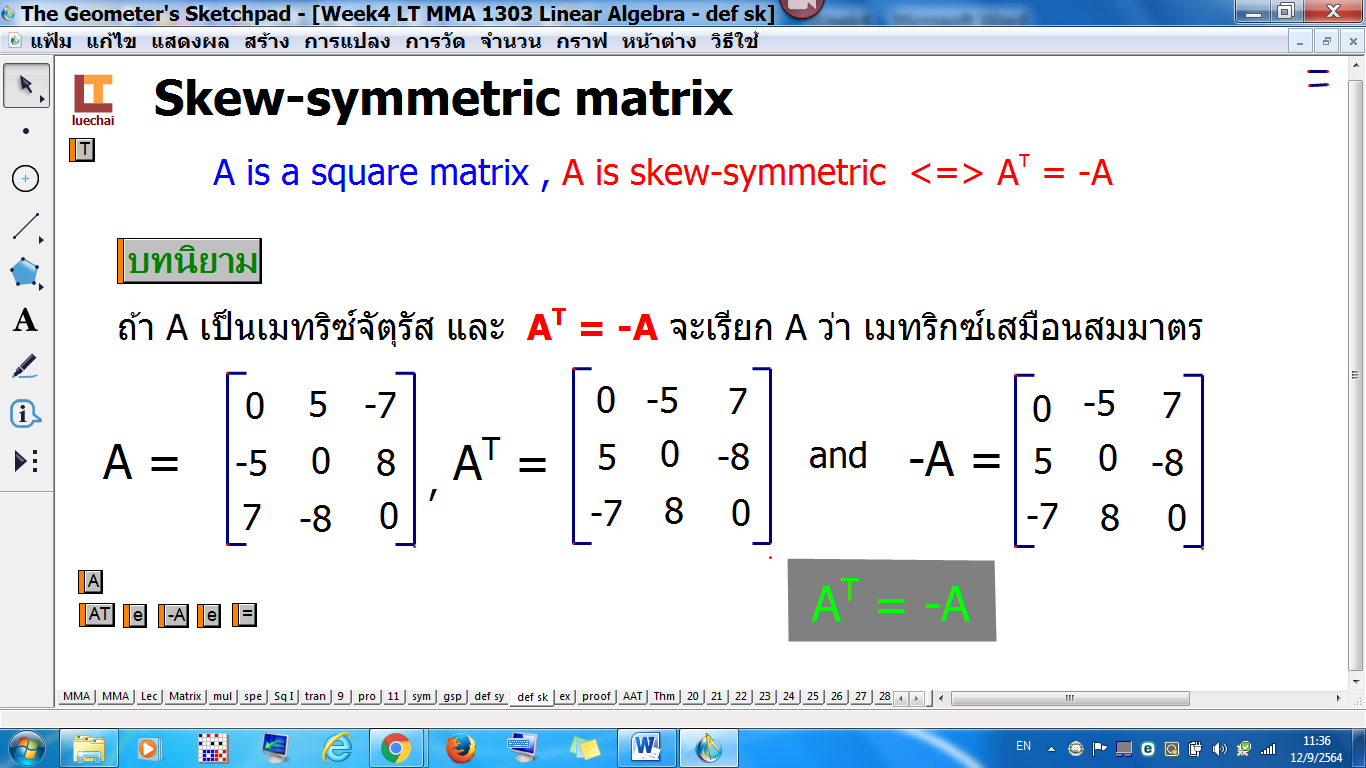 The Geometer's Sketchpad - [Week4 LT MMA 1303 Linear Algebra - def sk]
แฟ้ม แก้ไข แสดงผล สร้าง การแปลง การวัด จำนวน กราฟ หน้าต่าง วิธีใช้
LT
luechai
Skew-symmetric matrix
T
A is a square matrix , A is skew-symmetric <=> A^T = -A
บทนิยาม
ถ้า A เป็นเมทริซ์จัตุรัส และ A^T = -A จะเรียก A ว่า เมทริกซ์เสมือนสมมาตร
0 5 -7 0 -5 7 0 -5 7
A = -5 0 8 , A^T = 5 0 -8 and -A = 5 0 -8
7 -8 0 -7 8 0 -7 8 0
A^T = -A
A
AT e -A e =
MMA MMA Lec Matrix mul spe Sq I tran 9 pro 11 sym gsp def sy def sk ex proof AAT Thm 20 21 22 23 24 25 26 27 28
EN 11:36
12/9/2564